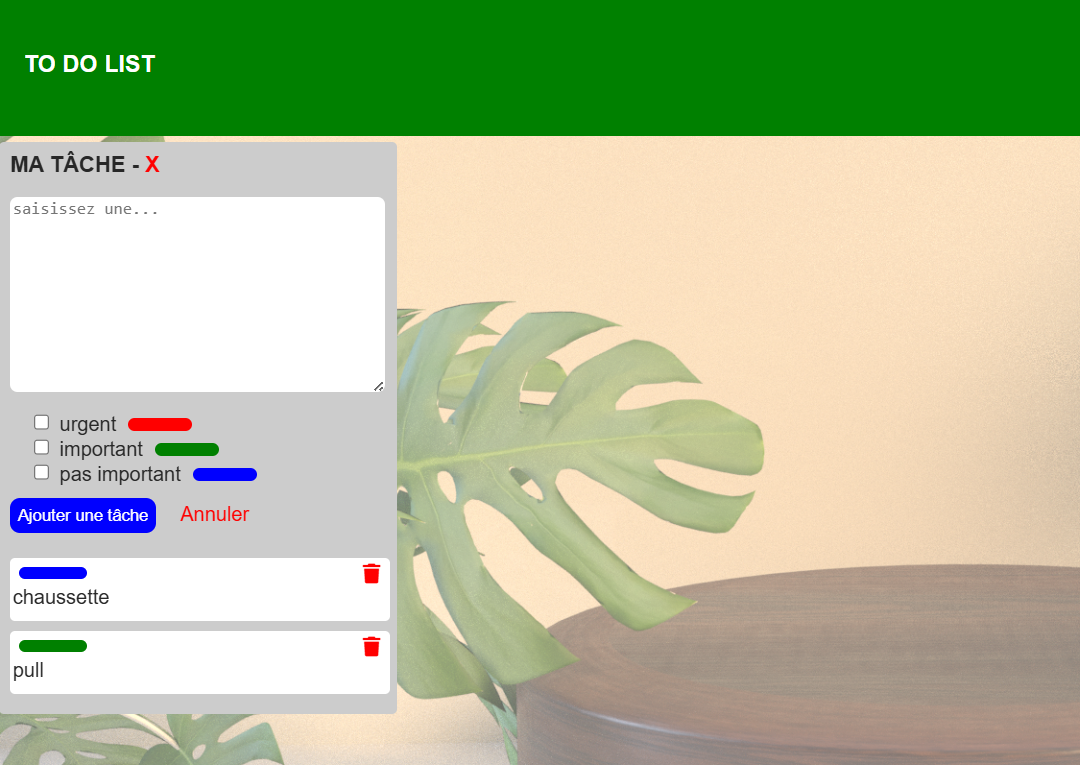 TO DO LIST
MA TÂCHE - X
saisissez une...
urgent
important
pas important
Ajouter une tâche Annuler
chaussette
pull